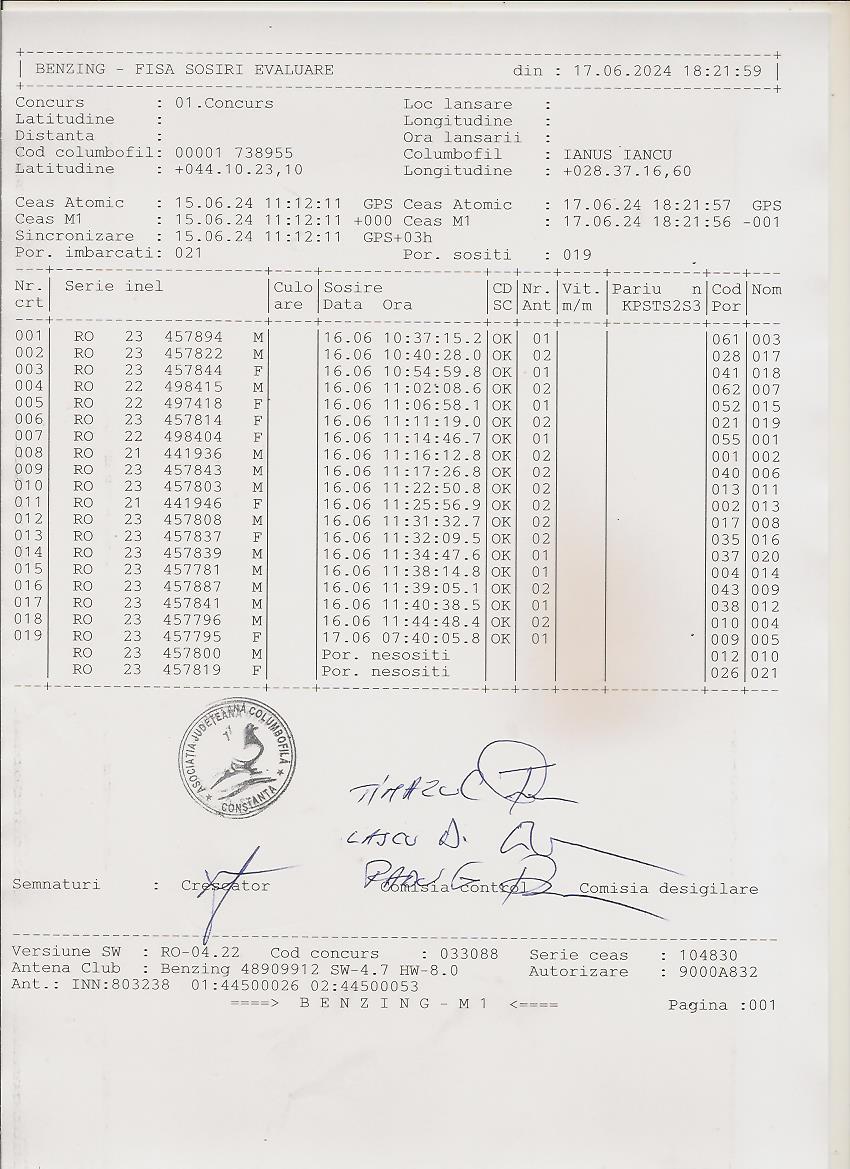 BENZING - FISA SOSIRI EVALUARE din : 17.06.2024 18:21:59
Concurs : 01.Concurs Loc lansare :
Latitudine : Longitudine :
Distanta : Ora lansarii :
Cod columbofil: 00001 738955 Columbofil : IANUS IANCU
Latitudine : +044.10.23,10 Longitudine : +028.37.16,60
Ceas Atomic : 15.06.24 11:12:11 GPS Ceas Atomic : 17.06.24 18:21:57 GPS
Ceas M1 : 15.06.24 11:12:11 +000 Ceas M1 : 17.06.24 18:21:56 -001
Sincronizare : 15.06.24 11:12:11 GPS+03h
Por. imbarcati: 021 Por. sositi : 019
Nr. Serie inel Culo Sosire CD Nr. Vit. Pariu n Cod Nom
crt are Data Ora SC Ant m/m KPSTS2S3 Por
001 RO 23 457894 M 16.06 10:37:15.2 OK 01 061 003
002 RO 23 457822 M 16.06 10:40:28.0 OK 02 028 017
003 RO 23 457844 F 16.06 10:54:59.8 OK 01 041 018
004 RO 22 498415 M 16.06 11:02:08.6 OK 02 062 007
005 RO 22 497418 F 16.06 11:06:58.1 OK 01 052 015
006 RO 23 457814 F 16.06 11:11:19.0 OK 02 021 019
007 RO 22 498404 F 16.06 11:14:46.7 OK 01 055 001
008 RO 21 441936 M 16.06 11:16:12.8 OK 02 001 002
009 RO 23 457843 M 16.06 11:17:26.8 OK 02 040 006
010 RO 23 457803 M 16.06 11:22:50.8 OK 02 013 011
011 RO 21 441946 F 16.06 11:25:56.9 OK 02 002 013
012 RO 23 457808 M 16.06 11:31:32.7 OK 02 017 008
013 RO 23 457837 F 16.06 11:32:09.5 OK 02 035 016
014 RO 23 457839 M 16.06 11:34:47.6 OK 01 037 020
015 RO 23 457781 M 16.06 11:38:14.8 OK 01 004 014
016 RO 23 457887 M 16.06 11:39:05.1 OK 02 043 009
017 RO 23 457841 M 16.06 11:40:38.5 OK 01 038 012
018 RO 23 457796 M 16.06 11:44:48.4 OK 02 010 004
019 RO 23 457795 F 17.06 07:40:05.8 OK 01 009 005
RO 23 457800 M Por. nesositi 012 010
RO 23 457819 F Por. nesositi 026 021
ASOCIATIA JUDETEANA COLUMBOFILA
CONSTANTA
LASCU D.
Semnaturi : Crescator Comisia control Comisia desigilare
Versiune SW : RO-04.22 Cod concurs : 033088 Serie ceas : 104830
Antena Club : Benzing 48909912 SW-4.7 HW-8.0 Autorizare : 9000A832
Ant.: INN:803238 01:44500026 02:44500053
====> B E N Z I N G - M 1 <==== Pagina :001